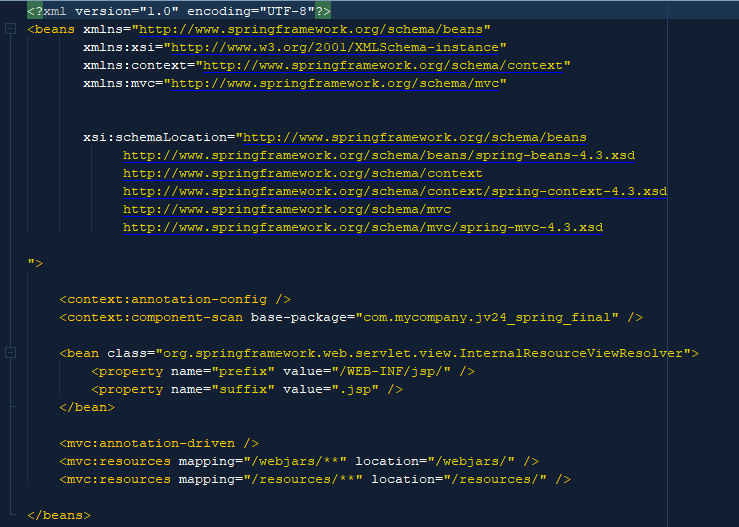 <?xml version="1.0" encoding="UTF-8"?>
<beans xmlns="http://www.springframework.org/schema/beans"
xmlns:xsi="http://www.w3.org/2001/XMLSchema-instance"
xmlns:context="http://www.springframework.org/schema/context"
xmlns:mvc="http://www.springframework.org/schema/mvc"
xsi:schemaLocation="http://www.springframework.org/schema/beans
http://www.springframework.org/schema/beans/spring-beans-4.3.xsd
http://www.springframework.org/schema/context
http://www.springframework.org/schema/context/spring-context-4.3.xsd
http://www.springframework.org/schema/mvc
http://www.springframework.org/schema/mvc/spring-mvc-4.3.xsd
">
<context:annotation-config />
<context:component-scan base-package="com.mycompany.jv24_spring_final" />
<bean class="org.springframework.web.servlet.view.InternalResourceViewResolver">
<property name="prefix" value="/WEB-INF/jsp/" />
<property name="suffix" value=".jsp" />
</bean>
<mvc:annotation-driven />
<mvc:resources mapping="/webjars/**" location="/webjars/" />
<mvc:resources mapping="/resources/**" location="/resources/" />
</beans>